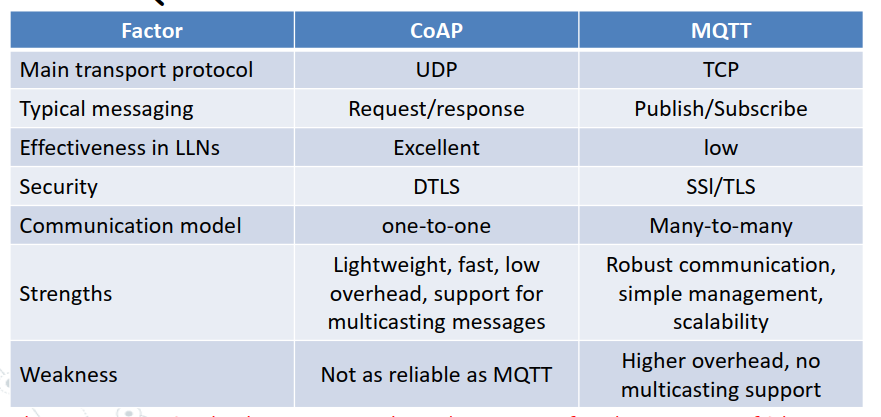 Factor CoAP MQTT
Main transport protocol UDP TCP
Typical messaging Request/response Publish/Subscribe
Effectiveness in LLNs Excellent low
Security DTLS SSl/TLS
Communication model one-to-one Many-to-many
Strengths
Lightweight, fast, low
overhead, support for
multicasting messages
Robust communication,
simple management,
scalability
Weakness Not as reliable as MQTT
Higher overhead, no
multicasting support